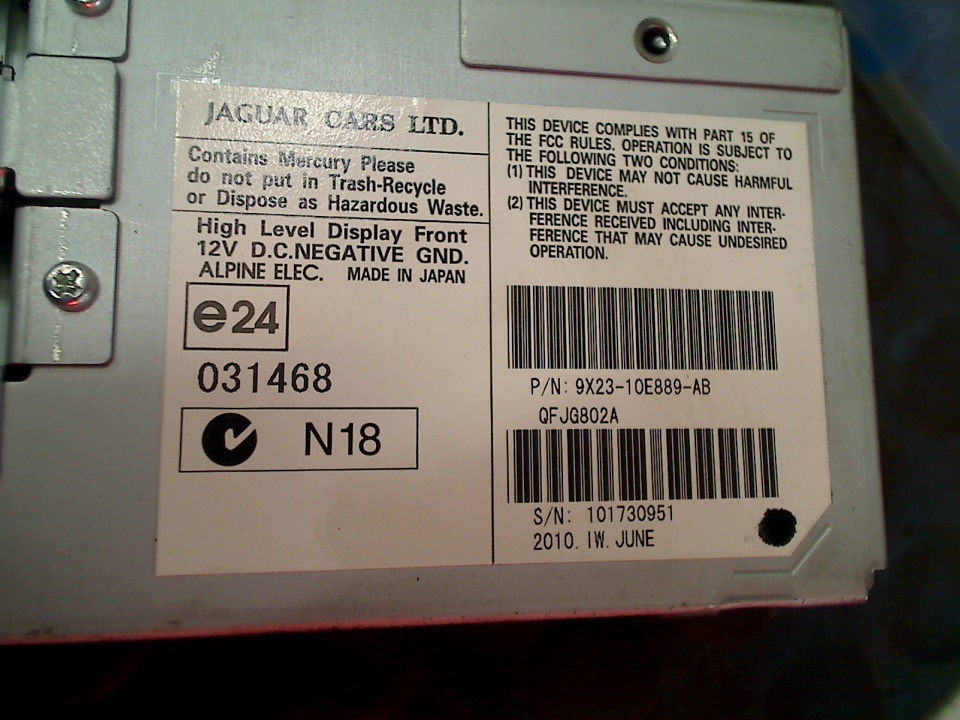 JAGUAR CARS LTD.
Contains Mercury Please
do not put in Trash-Recycle
or Dispose as Hazardous Waste.
High Level Display Front
12V D.C.NEGATIVE GND.
ALPINE ELEC. MADE IN JAPAN
e24
031468
N18
THIS DEVICE COMPLIES WITH PART 15 OF
THE FCC RULES. OPERATION IS SUBJECT TO
THE FOLLOWING TWO CONDITIONS:
(1) THIS DEVICE MAY NOT CAUSE HARMFUL
INTERFERENCE.
(2) THIS DEVICE MUST ACCEPT ANY INTER-
FERENCE RECEIVED INCLUDING INTER-
FERENCE THAT MAY CAUSE UNDESIRED
OPERATION.
P/N: 9X23-10E889-AB
QFJG802A
S/N: 101730951
2010. IW. JUNE